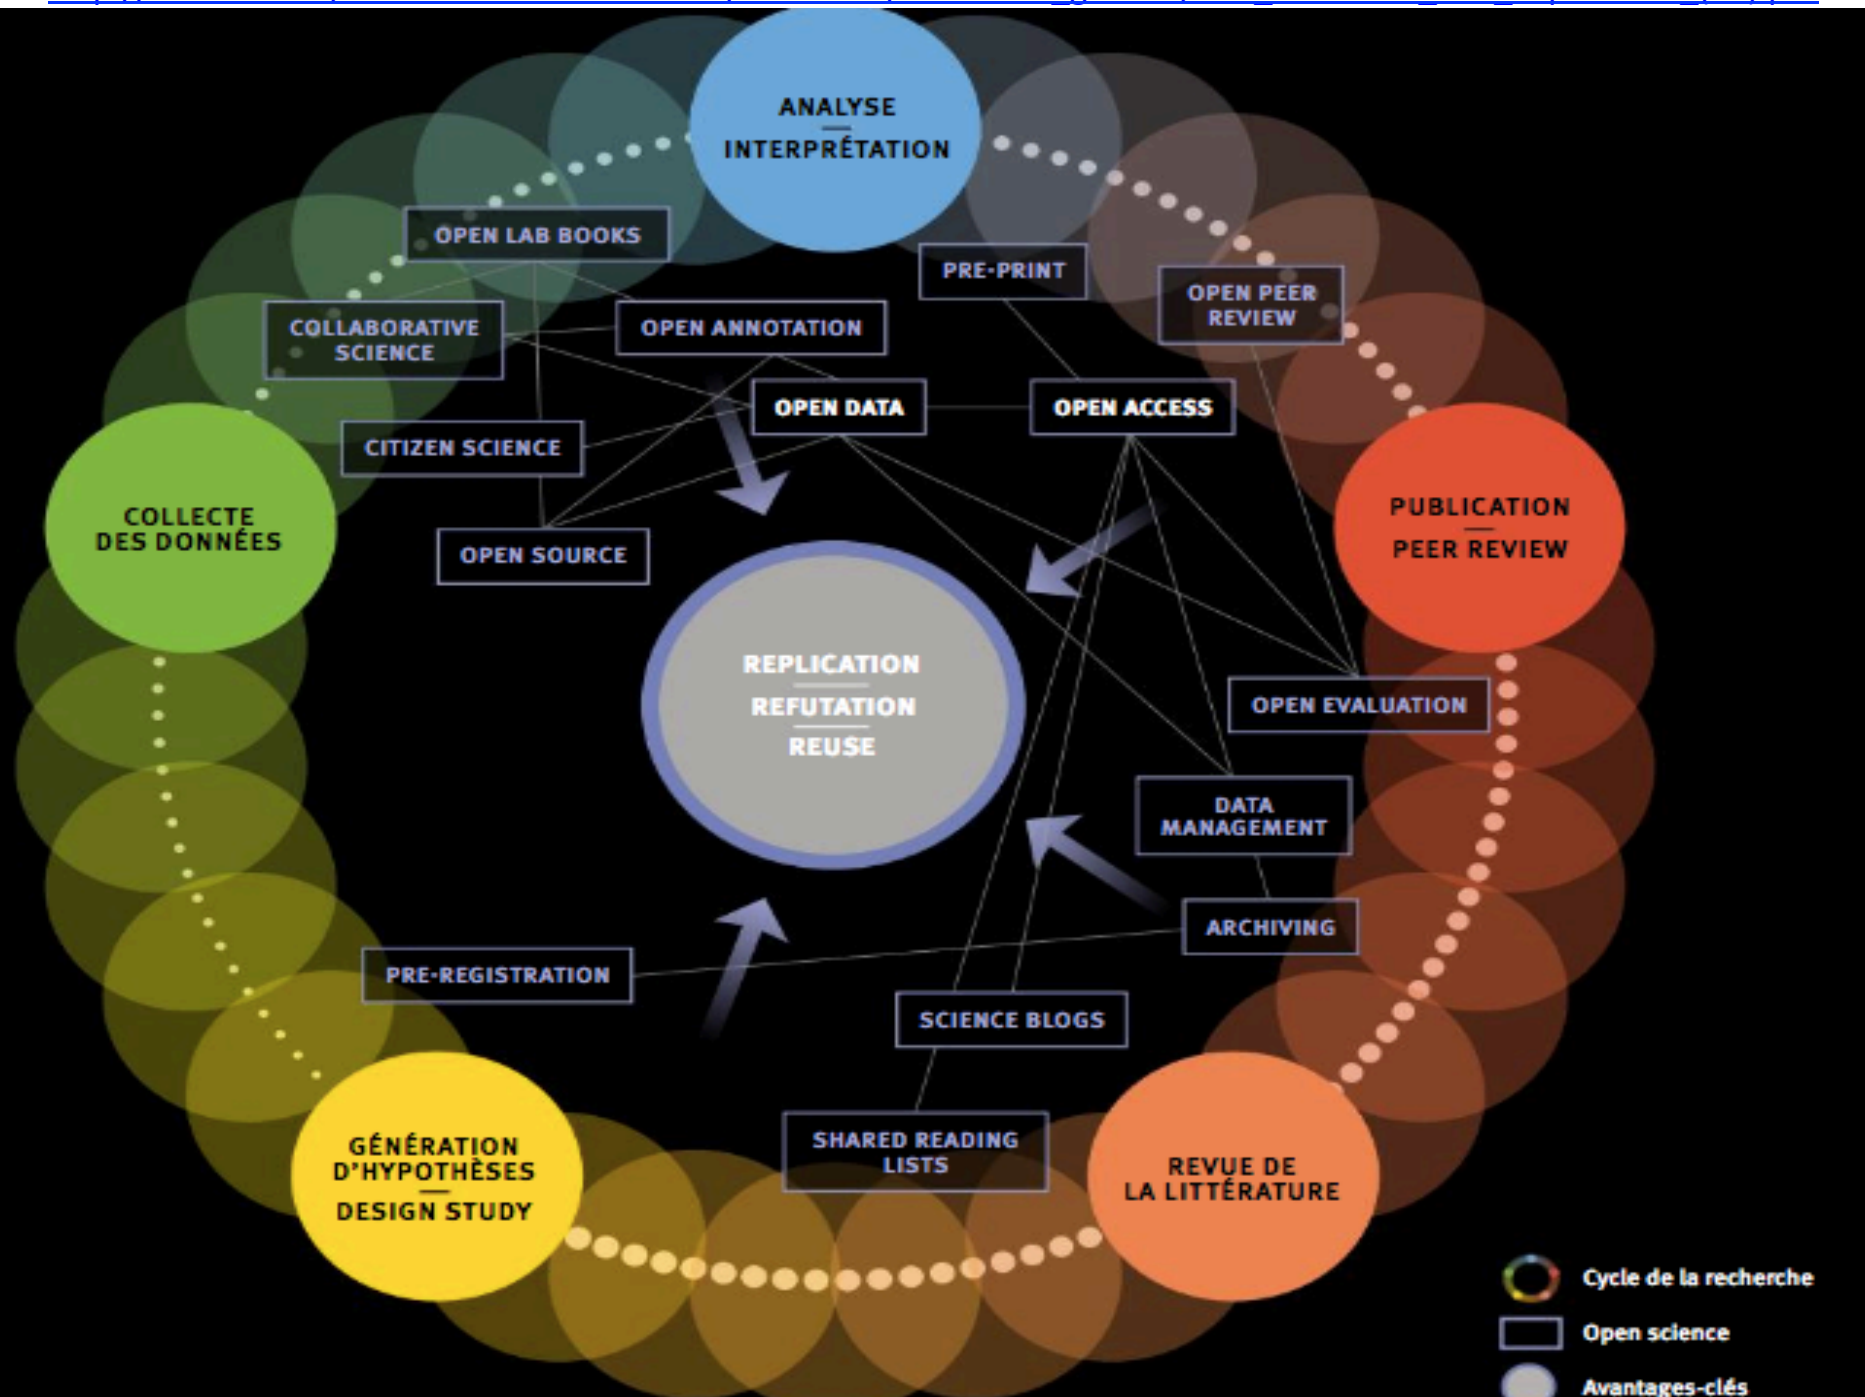 ANALYSE
INTERPRÉTATION
OPEN LAB BOOKS
PRE-PRINT
OPEN PEER
REVIEW
COLLABORATIVE
SCIENCE
OPEN ANNOTATION
OPEN DATA
OPEN ACCESS
CITIZEN SCIENCE
COLLECTE
DES DONNÉES
OPEN SOURCE
PUBLICATION
PEER REVIEW
REPLICATION
REFUTATION
REUSE
OPEN EVALUATION
DATA
MANAGEMENT
ARCHIVING
PRE-REGISTRATION
SCIENCE BLOGS
SHARED READING
LISTS
GÉNÉRATION
D'HYPOTHÈSES
DESIGN STUDY
REVUE DE
LA LITTÉRATURE
Cycle de la recherche
Open science
Avantages-clés